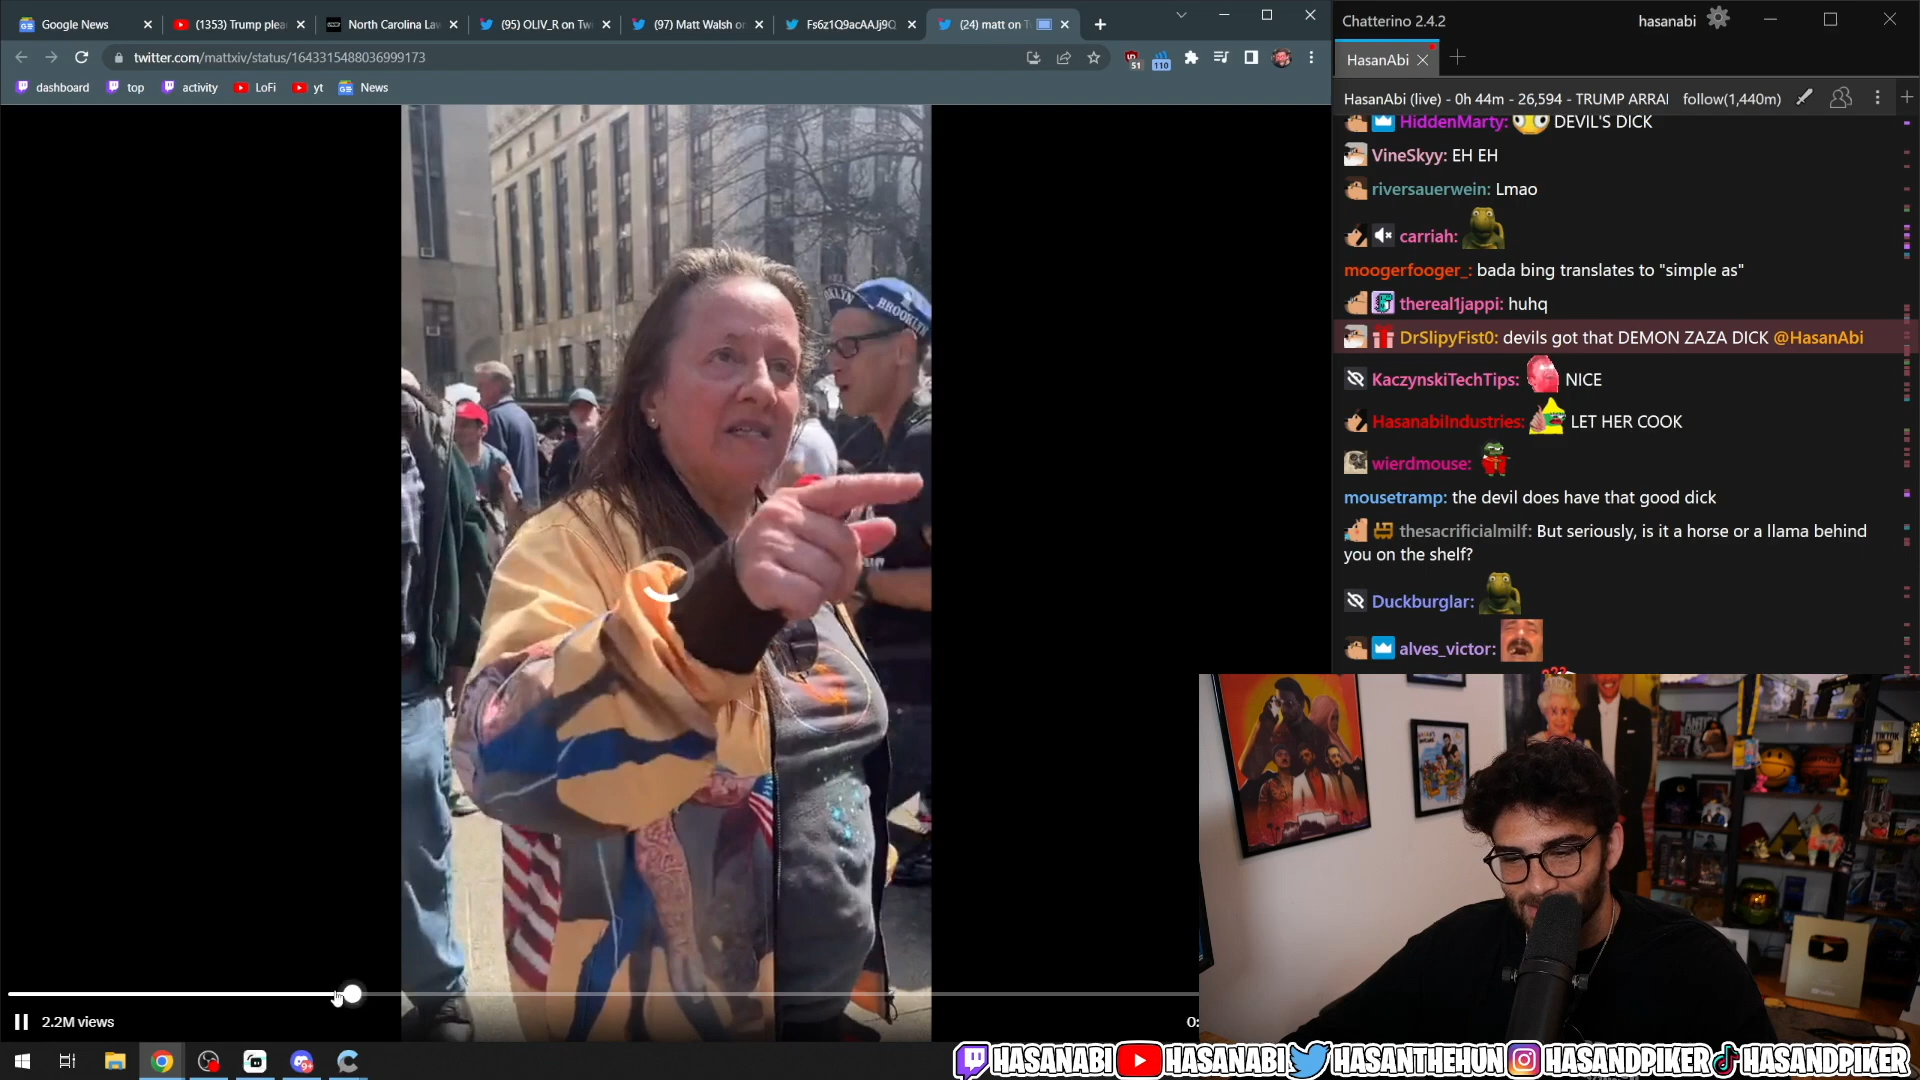 Google News
(1353) Trump plea
North Carolina La
(95) OLIV_R on Tw
(97) Matt Walsh or
Fs6z1Q9acAAJj9Q
(24) matt on T
twitter.com/mattxiv/status/1643315488036999173
51
110
dashboard
top
activity
LoFi
yt
News
BROOKLYN
2.2M views
0:
Chatterino 2.4.2
hasanabi
HasanAbi
HasanAbi (live) - 0h 44m - 26,594 - TRUMP ARRAI
follow(1,440m)
HiddenMarty: DEVIL'S DICK
VineSkyy: EH EH
riversauerwein: Lmao
carriah:
moogerfooger_: bada bing translates to "simple as"
thereal1jappi: huhq
DrSlipyFist0: devils got that DEMON ZAZA DICK @HasanAbi
KaczynskiTechTips: NICE
HasanabiIndustries: LET HER COOK
wierdmouse:
mousetramp: the devil does have that good dick
thesacrificialmilf: But seriously, is it a horse or a llama behind
you on the shelf?
Duckburglar:
alves_victor:
HASANABI HASANABI HASANTHEHUN HASANDPIKER HASANDPIKER